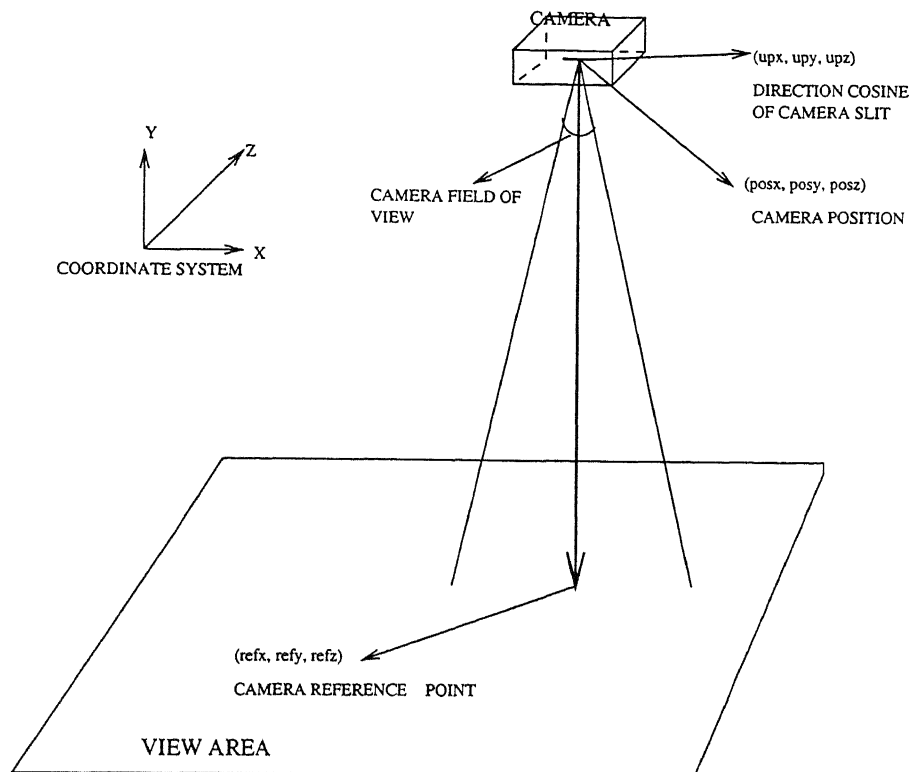 CAMERA
(upx, upy, upz)
DIRECTION COSINE
OF CAMERA SLIT
Y
Z
X
COORDINATE SYSTEM
CAMERA FIELD OF
VIEW
(posx, posy, posz)
CAMERA POSITION
(refx, refy, refz)
CAMERA REFERENCE POINT
VIEW AREA